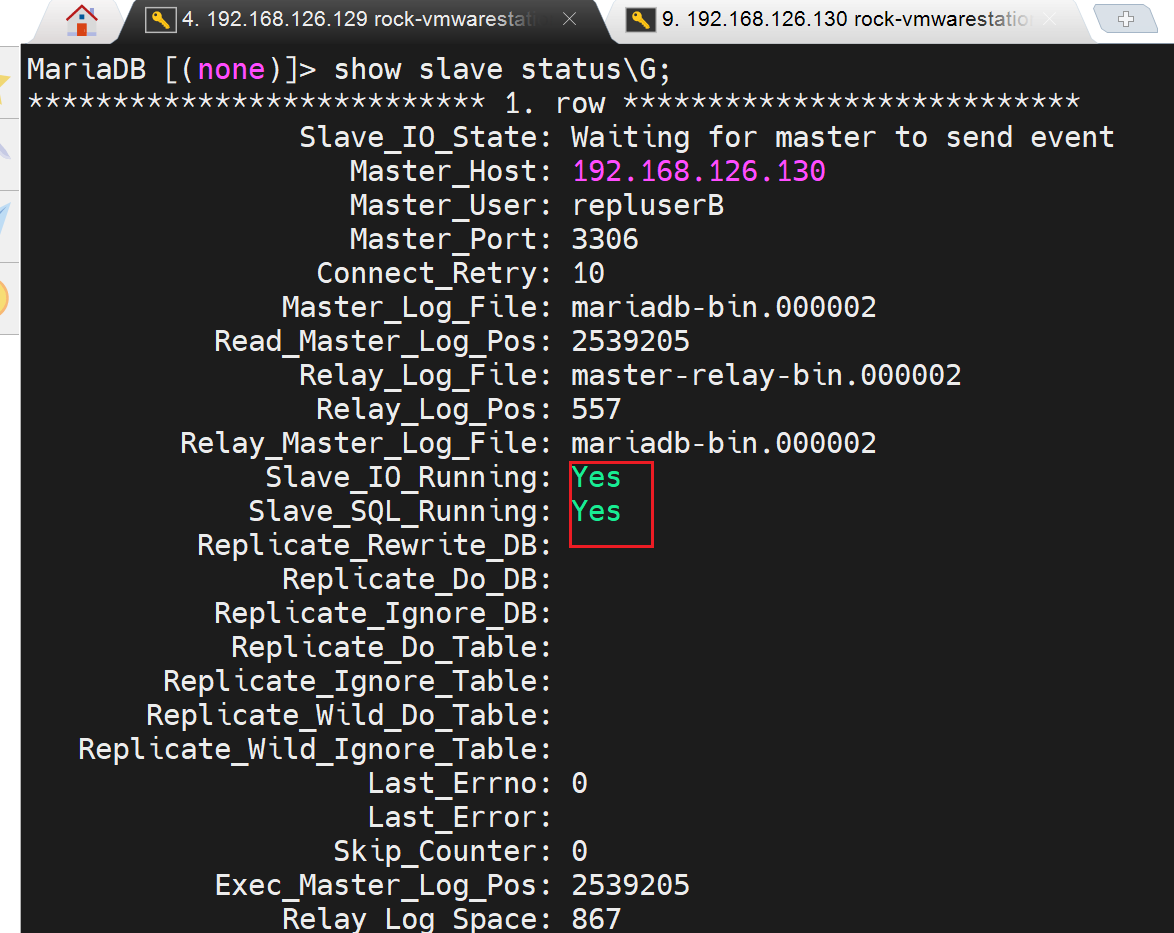 4. 192.168.126.129 rock-vmwarestati
9. 192.168.126.130 rock-vmwarestatio
MariaDB [(none)]> show slave status\G;
*************************** 1. row ***************************
Slave_IO_State: Waiting for master to send event
Master_Host: 192.168.126.130
Master_User: repluserB
Master_Port: 3306
Connect_Retry: 10
Master_Log_File: mariadb-bin.000002
Read_Master_Log_Pos: 2539205
Relay_Log_File: master-relay-bin.000002
Relay_Log_Pos: 557
Relay_Master_Log_File: mariadb-bin.000002
Slave_IO_Running: Yes
Slave_SQL_Running: Yes
Replicate_Rewrite_DB:
Replicate_Do_DB:
Replicate_Ignore_DB:
Replicate_Do_Table:
Replicate_Ignore_Table:
Replicate_Wild_Do_Table:
Replicate_Wild_Ignore_Table:
Last_Errno: 0
Last_Error:
Skip_Counter: 0
Exec_Master_Log_Pos: 2539205
Relay_Log_Space: 867